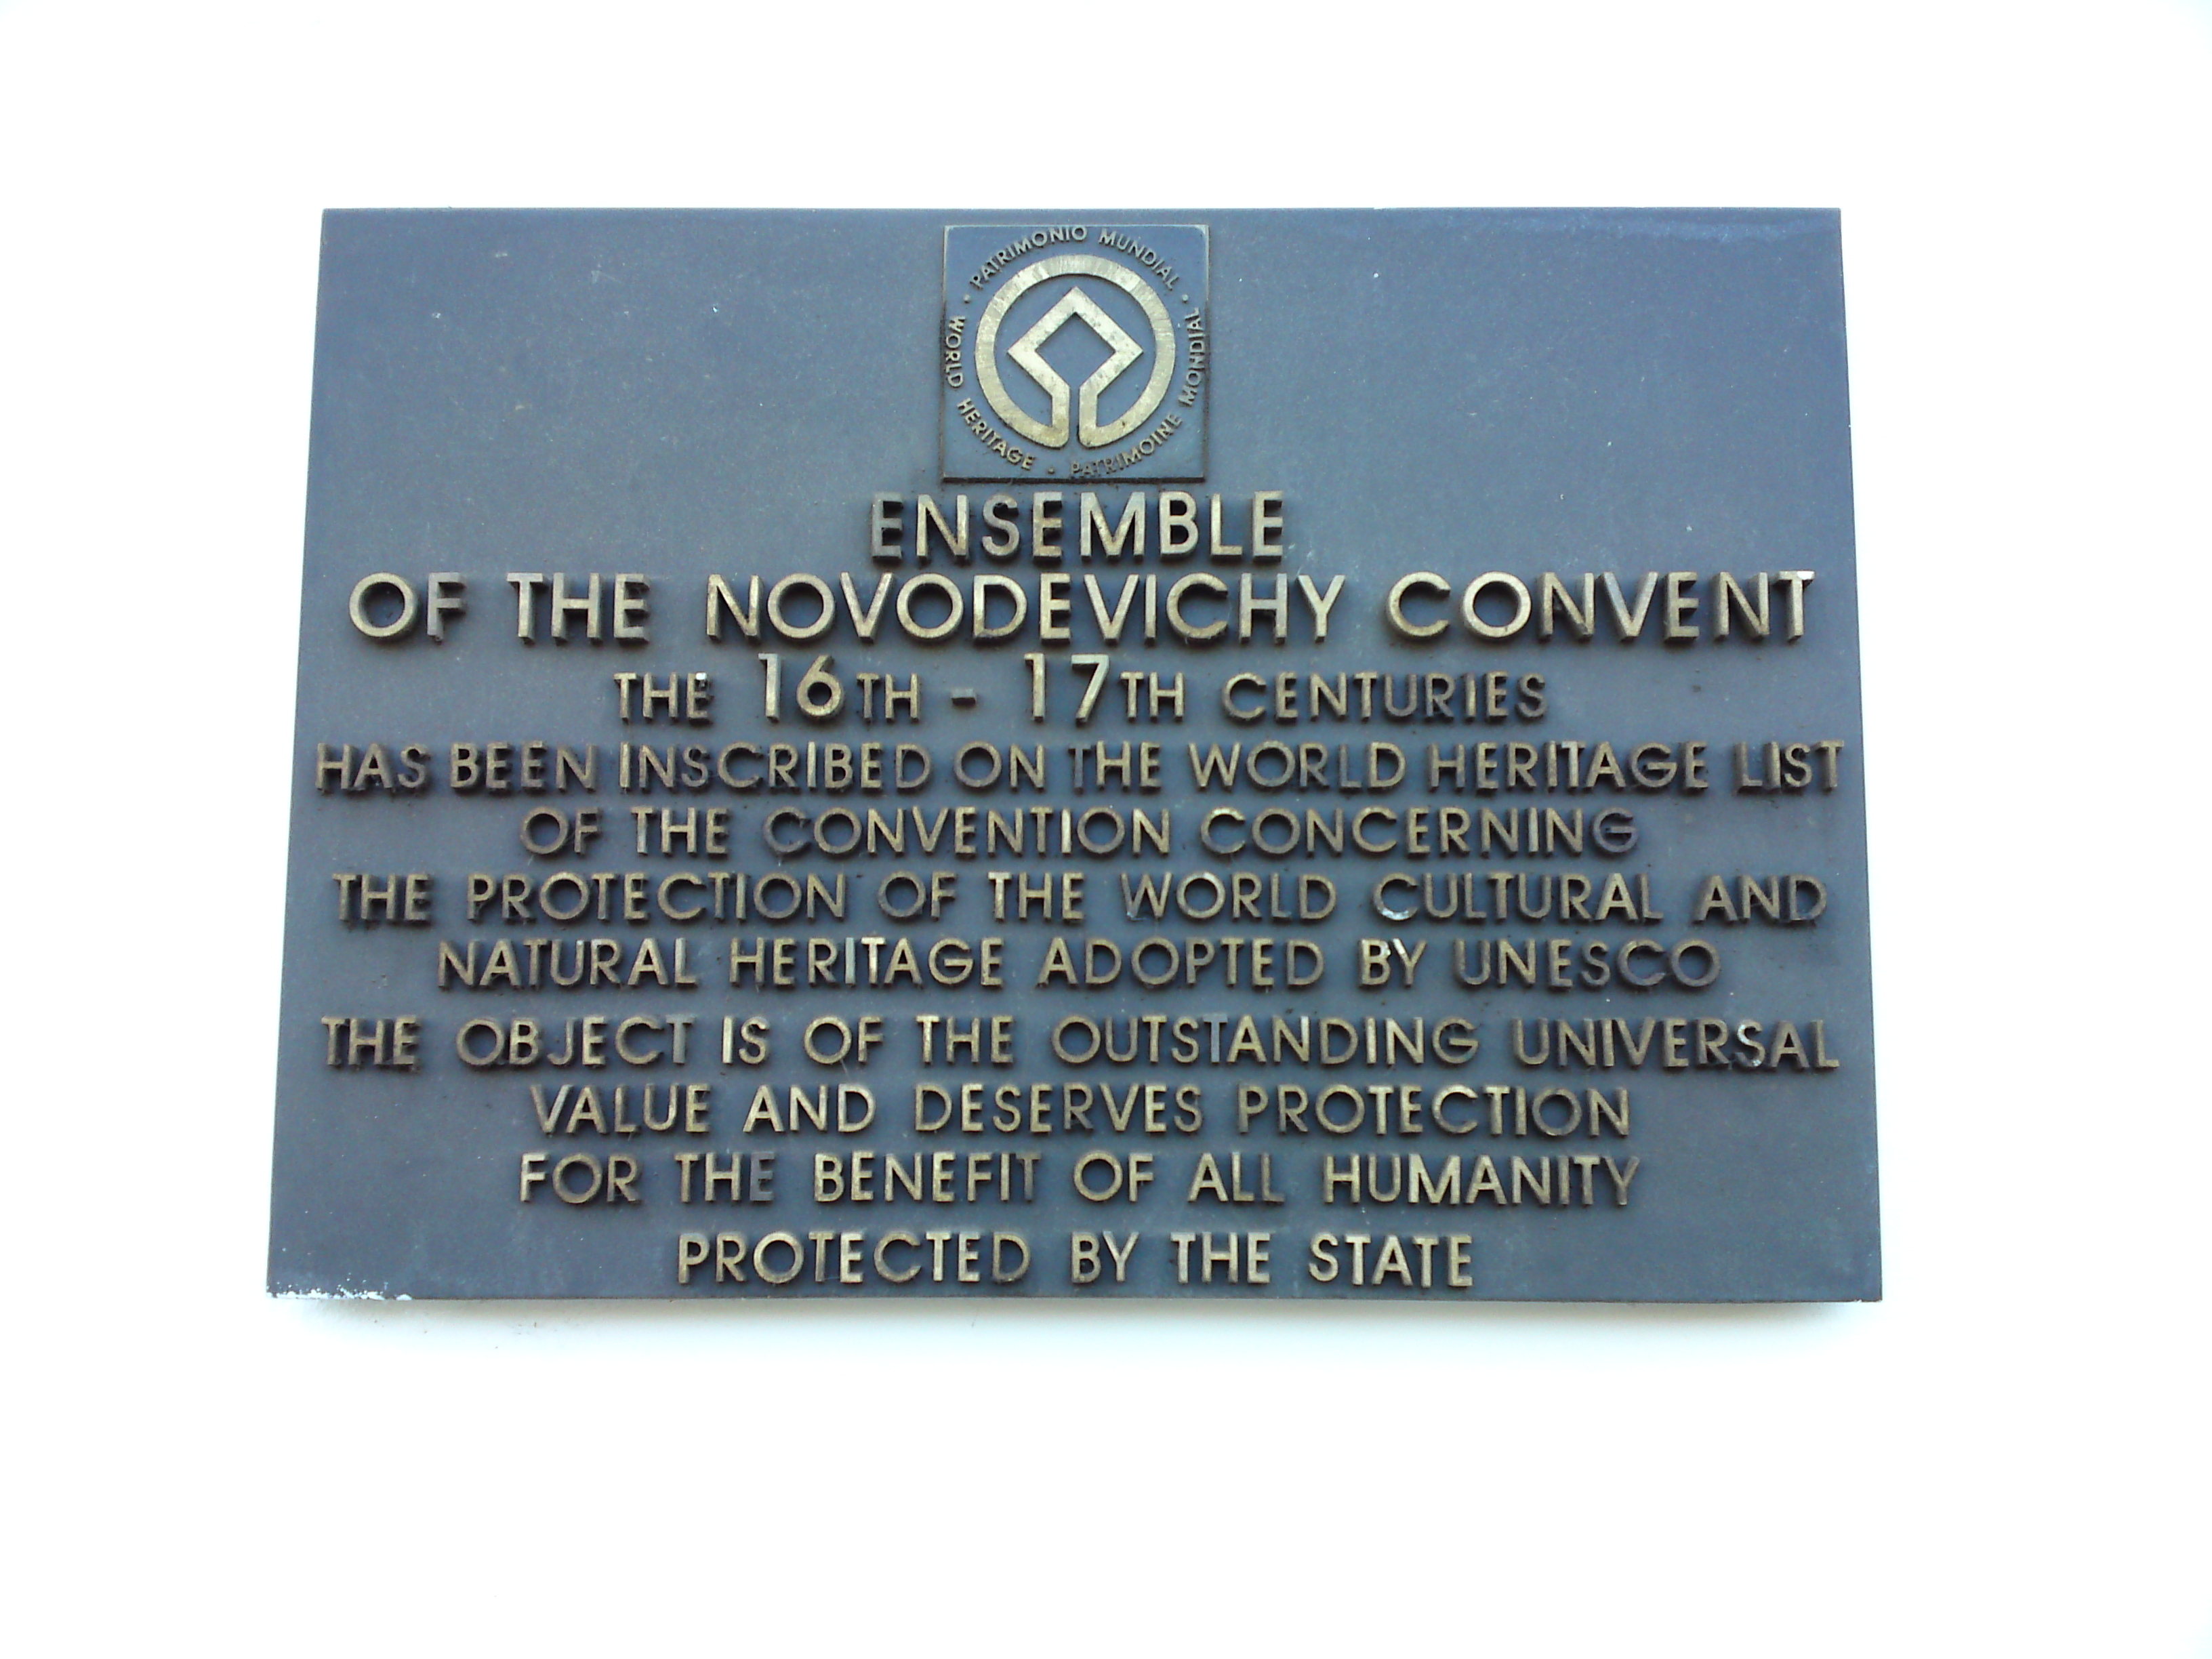 PATRIMONIO MUNDIAL • WORLD HERITAGE • PATRIMOINE MONDIAL •
ENSEMBLE
OF THE NOVODEVICHY CONVENT
THE 16TH - 17TH CENTURIES
HAS BEEN INSCRIBED ON THE WORLD HERITAGE LIST
OF THE CONVENTION CONCERNING
THE PROTECTION OF THE WORLD CULTURAL AND
NATURAL HERITAGE ADOPTED BY UNESCO
THE OBJECT IS OF THE OUTSTANDING UNIVERSAL
VALUE AND DESERVES PROTECTION
FOR THE BENEFIT OF ALL HUMANITY
PROTECTED BY THE STATE